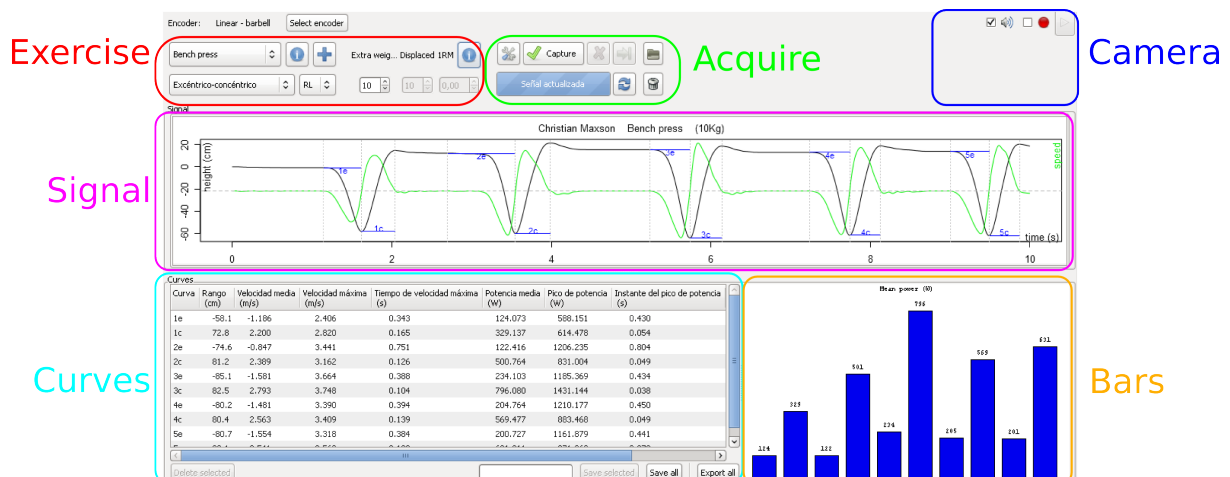 Encoder: Linear - barbell Select encoder
Exercise
Bench press Extra weig... Displaced 1RM
Excéntrico-concéntrico RL 10 10 0,00
Capture
Señal actualizada
Acquire
Camera
Signal
Signal
Christian Maxson Bench press (10Kg)
height (cm)
20
0
-20
-40
-60
speed
1e 2e 3e 4e 5e
1c 2c 3c 4c 5c
time (s)
0 2 4 6 8 10
Curves
Curves
Curva Rango (cm) Velocidad media (m/s) Velocidad máxima (m/s) Tiempo de velocidad máxima (s) Potencia media (W) Pico de potencia (W) Instante del pico de potencia (s)
1e -58.1 -1.186 2.406 0.343 124.073 588.151 0.430
1c 72.8 2.200 2.820 0.165 329.137 614.478 0.054
2e -74.6 -0.847 3.441 0.751 122.416 1206.235 0.804
2c 81.2 2.389 3.162 0.126 500.764 831.004 0.049
3e -85.1 -1.581 3.664 0.388 234.103 1185.369 0.434
3c 82.5 2.793 3.748 0.104 796.080 1431.144 0.038
4e -80.2 -1.481 3.390 0.394 204.764 1210.177 0.450
4c 80.4 2.563 3.409 0.139 569.477 883.468 0.049
5e -80.7 -1.554 3.318 0.384 200.727 1161.879 0.441
Delete selected Save selected Save all Export all
Mean power (W)
124 329 122 501 234 796 205 569 201 631
Bars